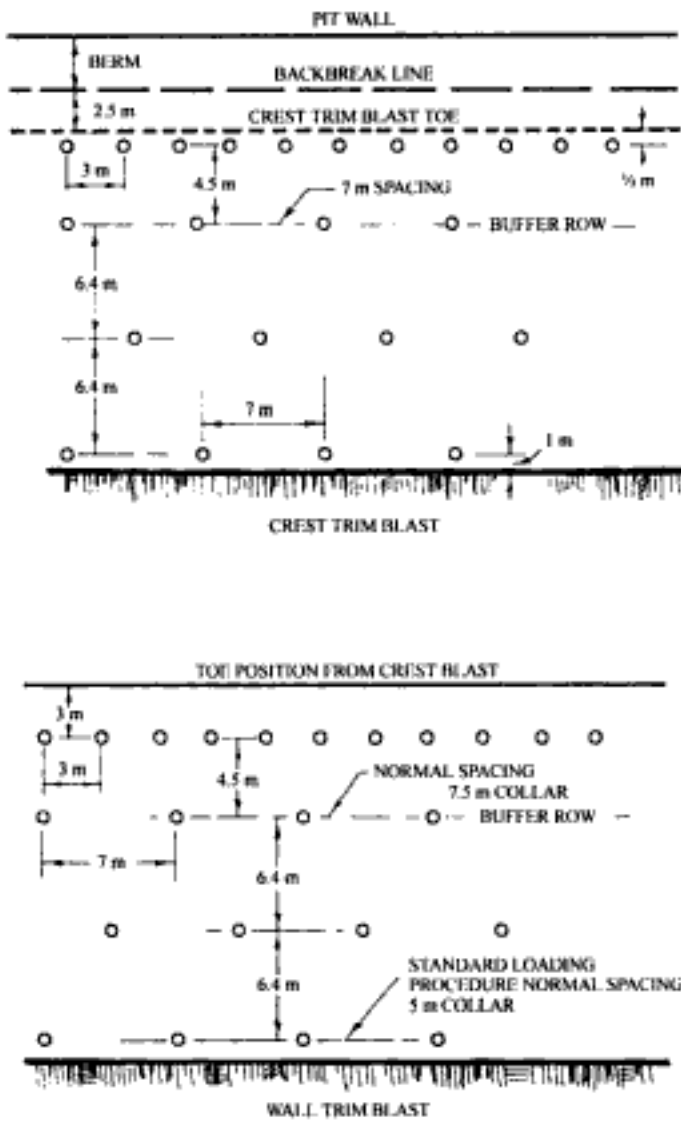 PIT WALL
BERM
BACKBREAK LINE
2.5 m
CREST TRIM BLAST TOE
3 m
4.5 m
½ m
7 m SPACING
BUFFER ROW
6.4 m
6.4 m
7 m
1 m
CREST TRIM BLAST
TOE POSITION FROM CREST BLAST
3 m
3 m
4.5 m
NORMAL SPACING
7.5 m COLLAR
BUFFER ROW
7 m
6.4 m
6.4 m
STANDARD LOADING
PROCEDURE NORMAL SPACING
5 m COLLAR
WALL TRIM BLAST